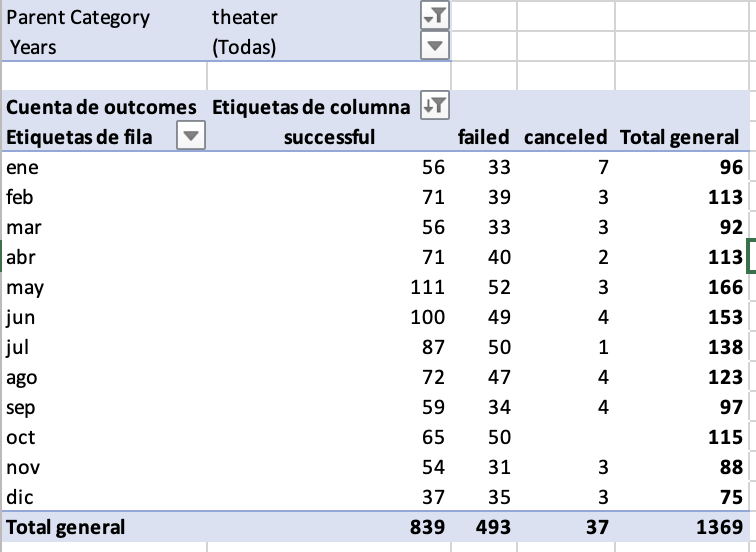 Parent Category theater
Years (Todas)
Cuenta de outcomes Etiquetas de columna
Etiquetas de fila successful failed canceled Total general
ene 56 33 7 96
feb 71 39 3 113
mar 56 33 3 92
abr 71 40 2 113
may 111 52 3 166
jun 100 49 4 153
jul 87 50 1 138
ago 72 47 4 123
sep 59 34 4 97
oct 65 50 115
nov 54 31 3 88
dic 37 35 3 75
Total general 839 493 37 1369